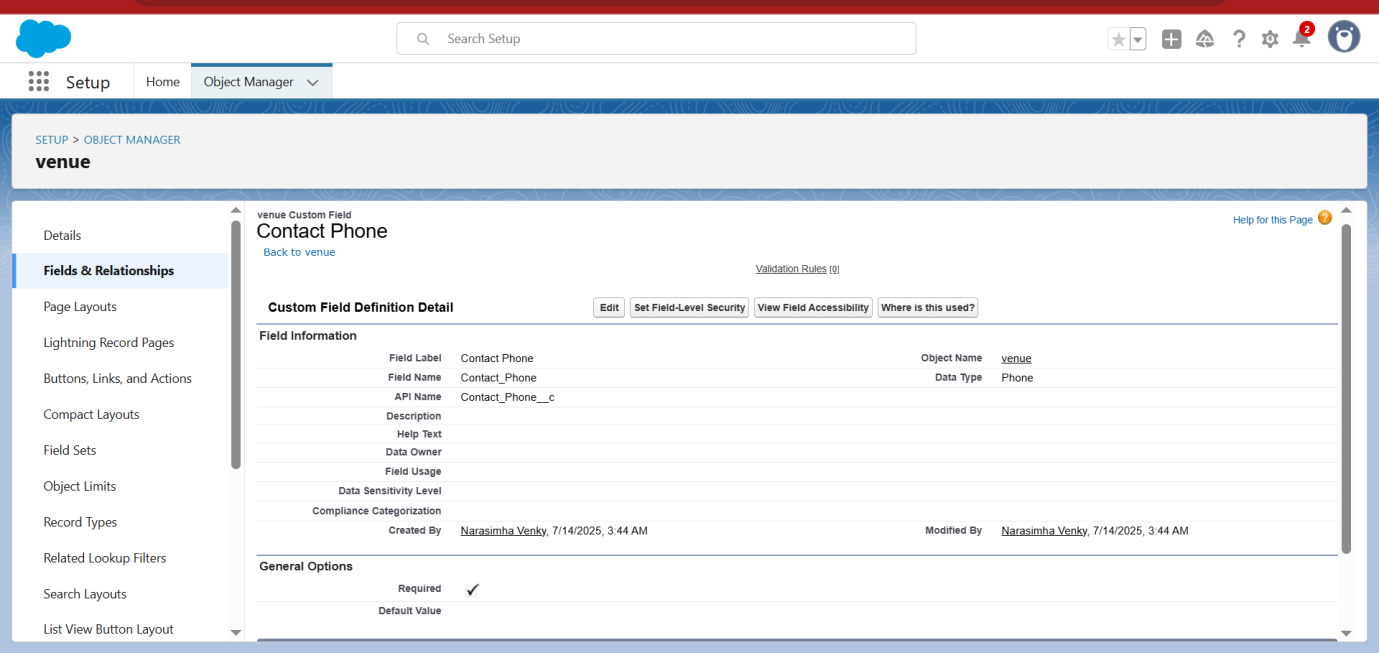 Search Setup
2
Setup
Home
Object Manager
SETUP > OBJECT MANAGER
venue
Details
Fields & Relationships
Page Layouts
Lightning Record Pages
Buttons, Links, and Actions
Compact Layouts
Field Sets
Object Limits
Record Types
Related Lookup Filters
Search Layouts
List View Button Layout
venue Custom Field
Contact Phone
Back to venue
Help for this Page ?
Validation Rules [0]
Custom Field Definition Detail
Edit
Set Field-Level Security
View Field Accessibility
Where is this used?
Field Information
Field Label Contact Phone Object Name venue
Field Name Contact_Phone Data Type Phone
API Name Contact_Phone__c
Description
Help Text
Data Owner
Field Usage
Data Sensitivity Level
Compliance Categorization
Created By Narasimha Venky, 7/14/2025, 3:44 AM Modified By Narasimha Venky, 7/14/2025, 3:44 AM
General Options
Required ✓
Default Value